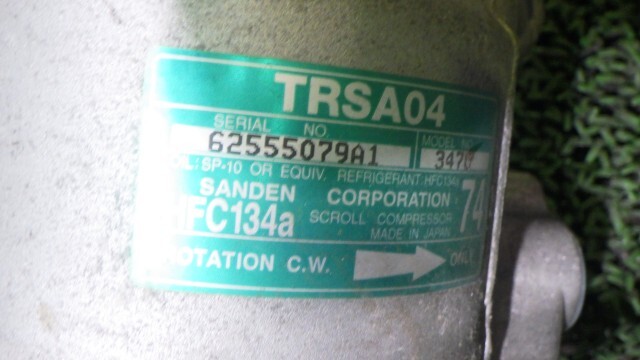 TRSA04
SERIAL NO.
62555079A1
MODEL NO.
SP-10 OR EQUIV. REFRIGERANT:HFC134a
SANDEN CORPORATION
HFC134a
SCROLL COMPRESSOR
MADE IN JAPAN
74
ROTATION C.W.
ONLY